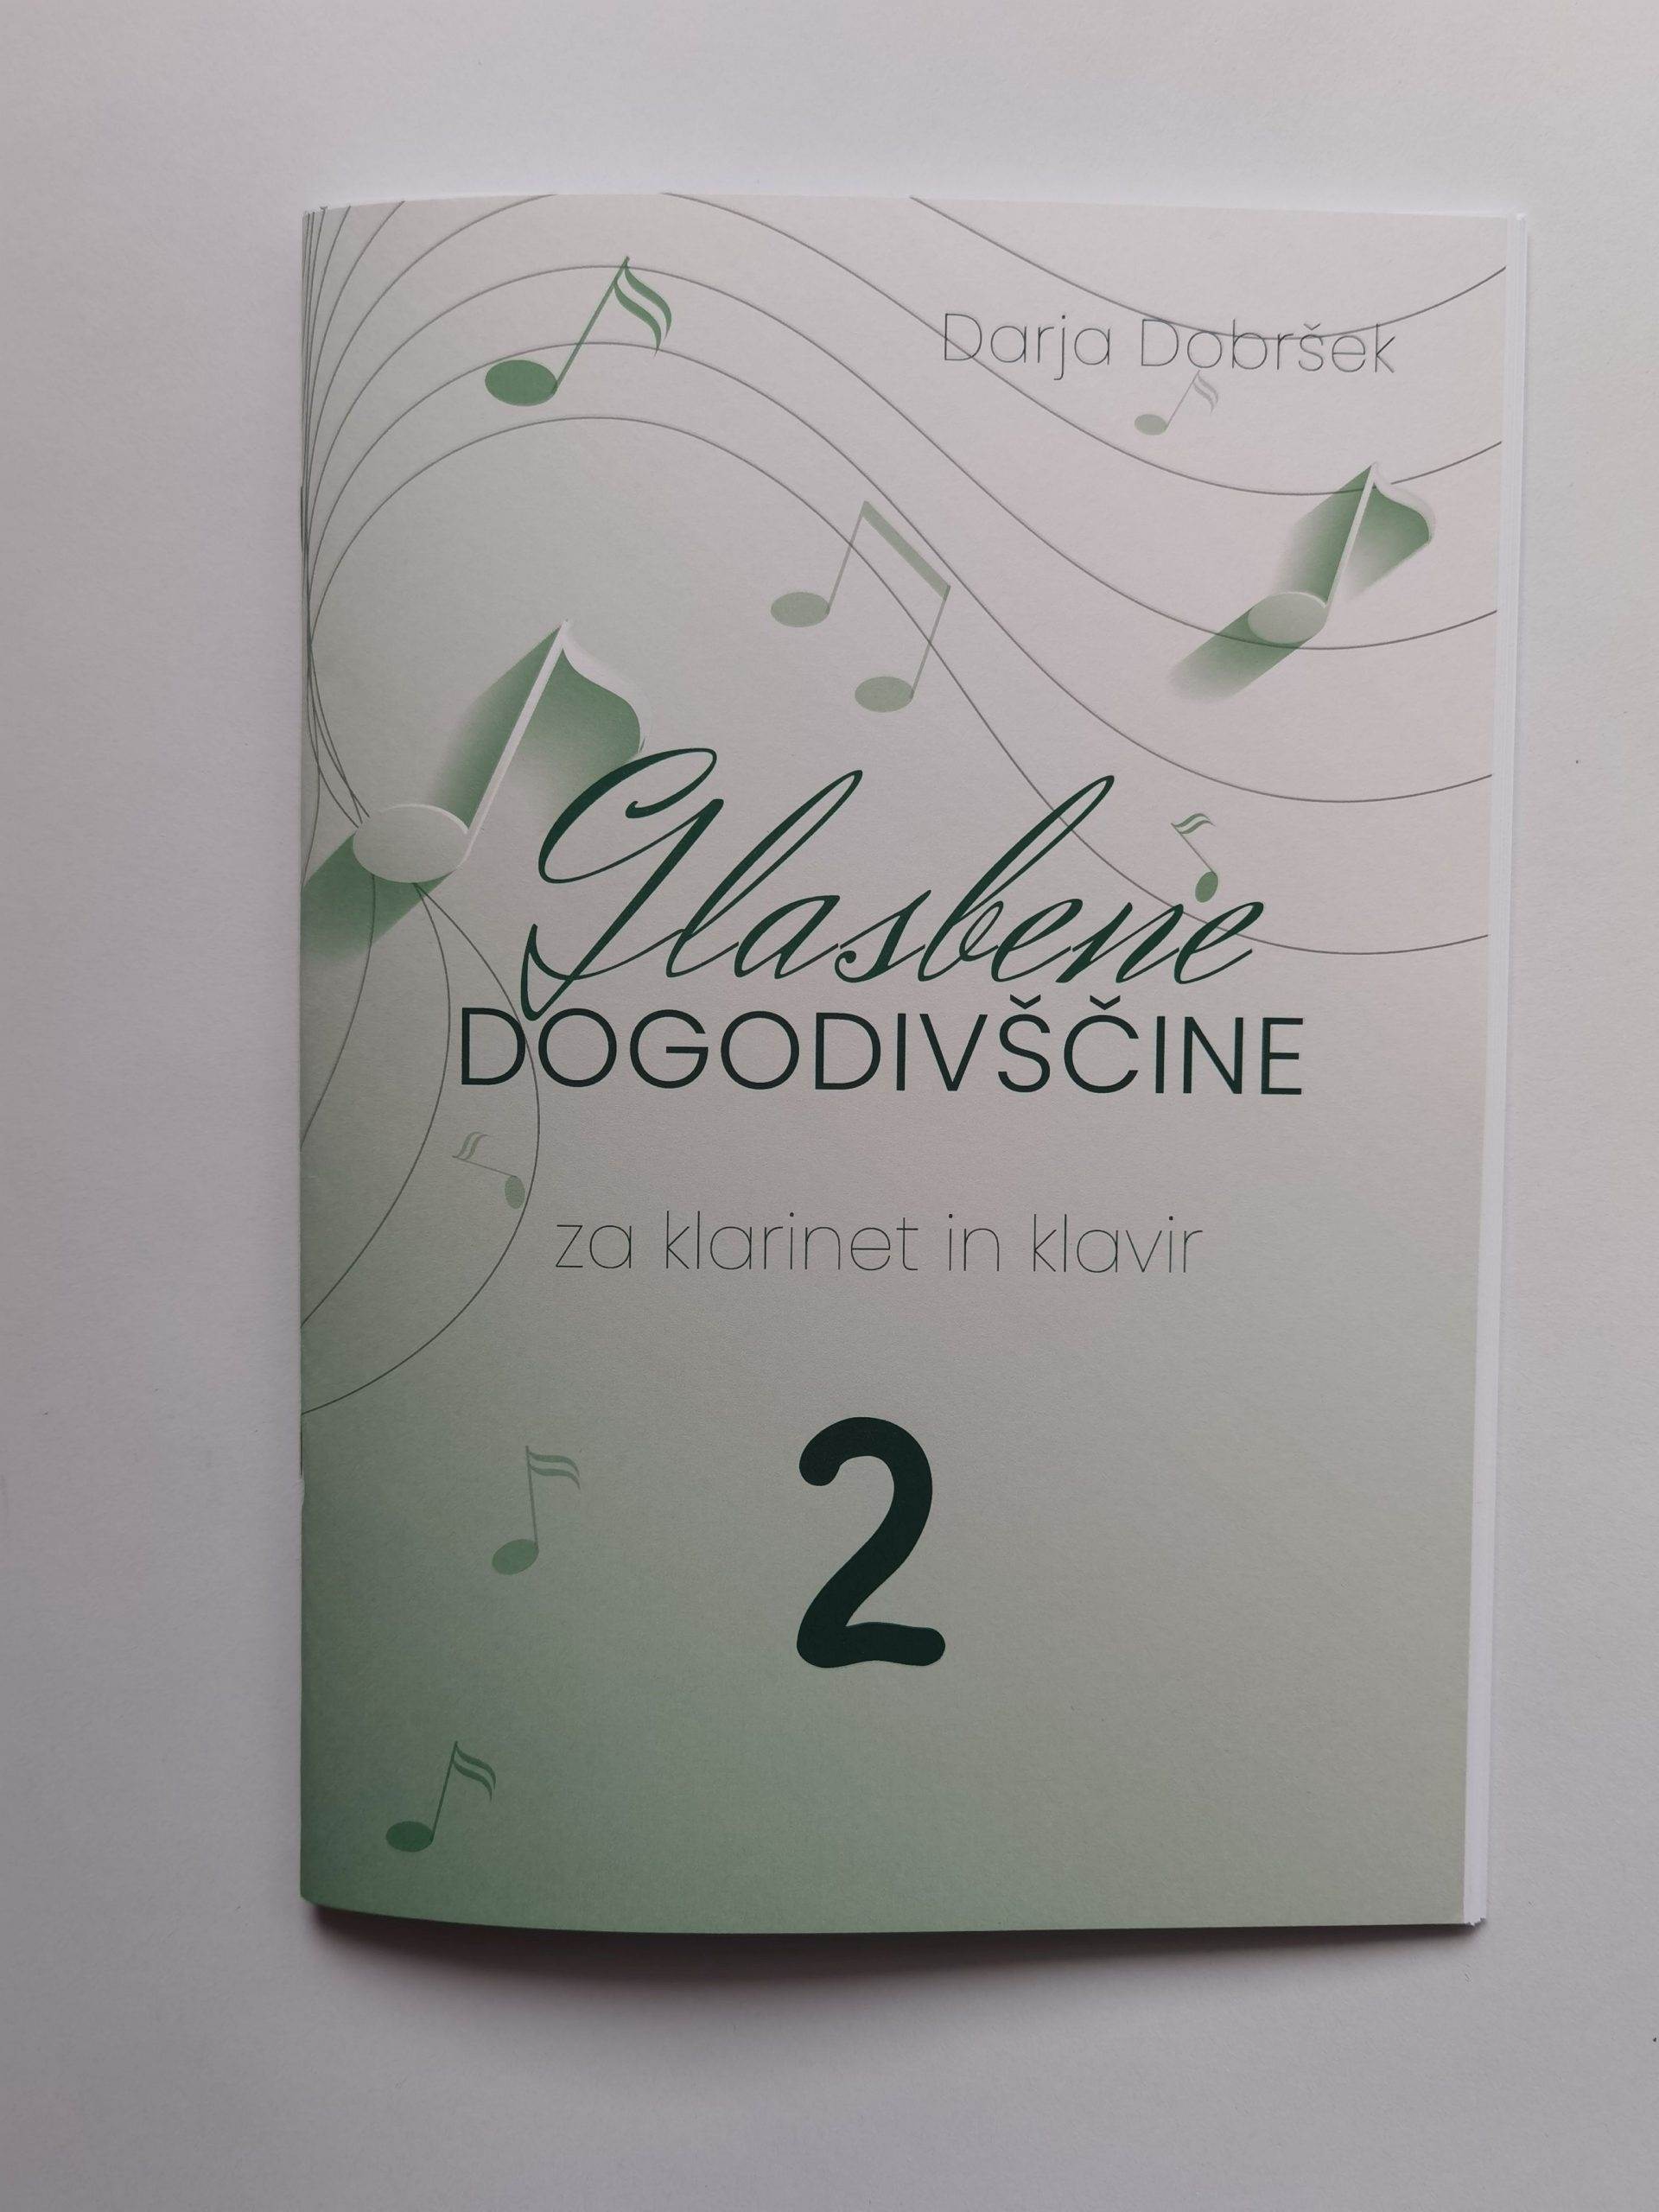 Darja Dobršek
Glasbene
DOGODIVŠČINE
za klarinet in klavir
2